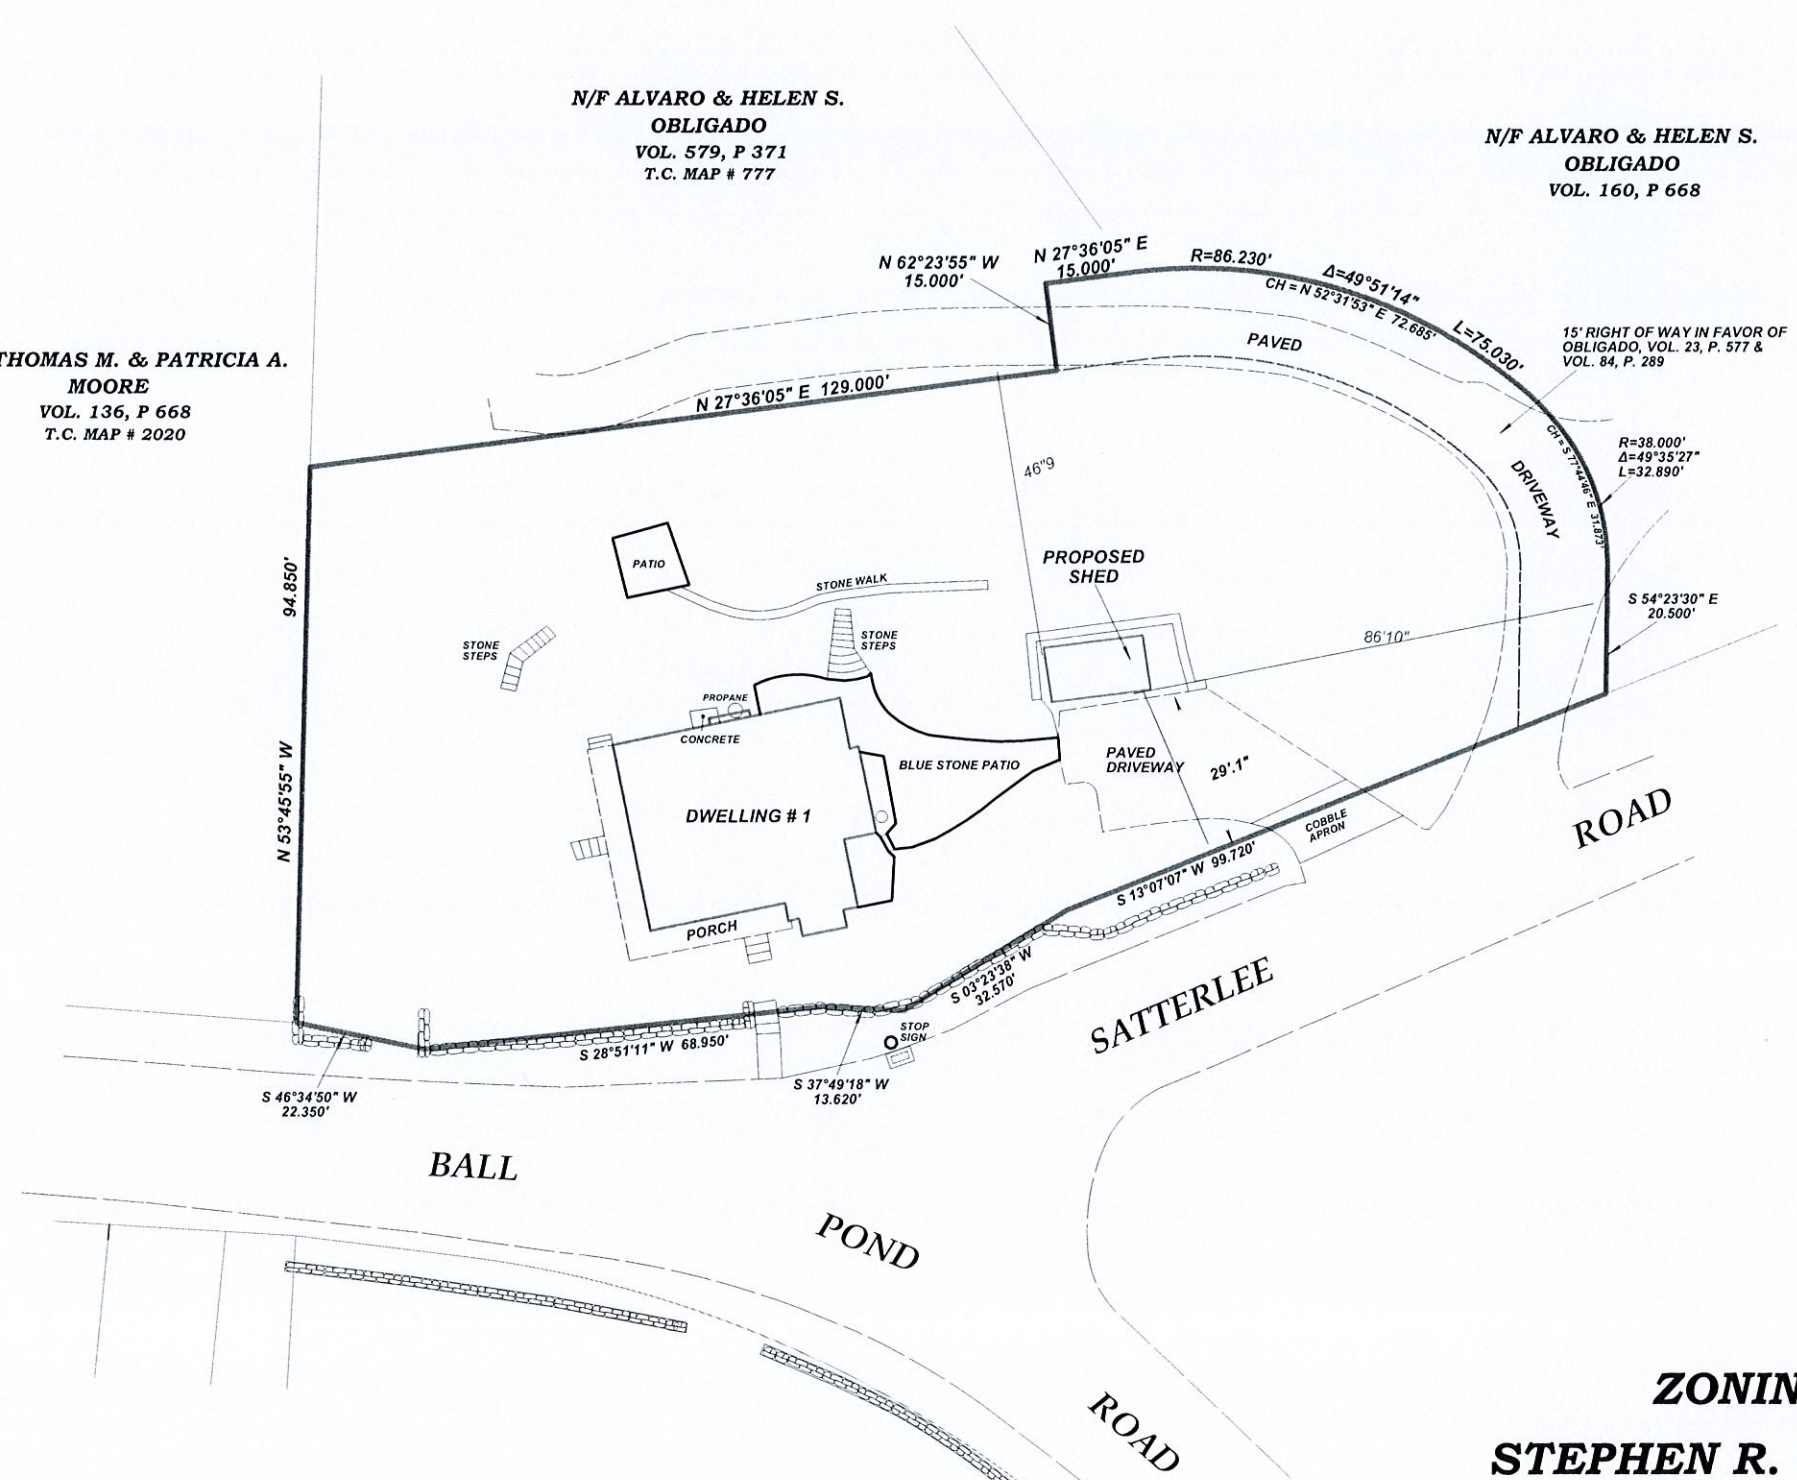 N/F ALVARO & HELEN S.
OBLIGADO
VOL. 579, P 371
T.C. MAP # 777
N/F ALVARO & HELEN S.
OBLIGADO
VOL. 160, P 668
THOMAS M. & PATRICIA A.
MOORE
VOL. 136, P 668
T.C. MAP # 2020
N 62°23'55" W
15.000'
N 27°36'05" E
15.000'
R=86.230'
Δ=49°51'14"
L=75.030'
CH = N 52°31'53" E 72.685'
15' RIGHT OF WAY IN FAVOR OF
OBLIGADO, VOL. 23, P. 577 &
VOL. 84, P. 289
PAVED
DRIVEWAY
N 27°36'05" E 129.000'
R=38.000'
Δ=49°35'27"
L=32.890'
CH = S 77°44'46" E 31.873'
46"9
PROPOSED
SHED
PATIO
STONE WALK
STONE
STEPS
STONE
STEPS
86'10"
S 54°23'30" E
20.500'
94.850'
N 53°45'55" W
PROPANE
CONCRETE
BLUE STONE PATIO
PAVED
DRIVEWAY
29'.1"
DWELLING # 1
COBBLE
APRON
PORCH
S 13°07'07" W 99.720'
S 03°23'38" W
32.570'
STOP
SIGN
S 28°51'11" W 68.950'
S 37°49'18" W
13.620'
S 46°34'50" W
22.350'
SATTERLEE
ROAD
BALL
POND
ROAD
ZONIN
STEPHEN R.